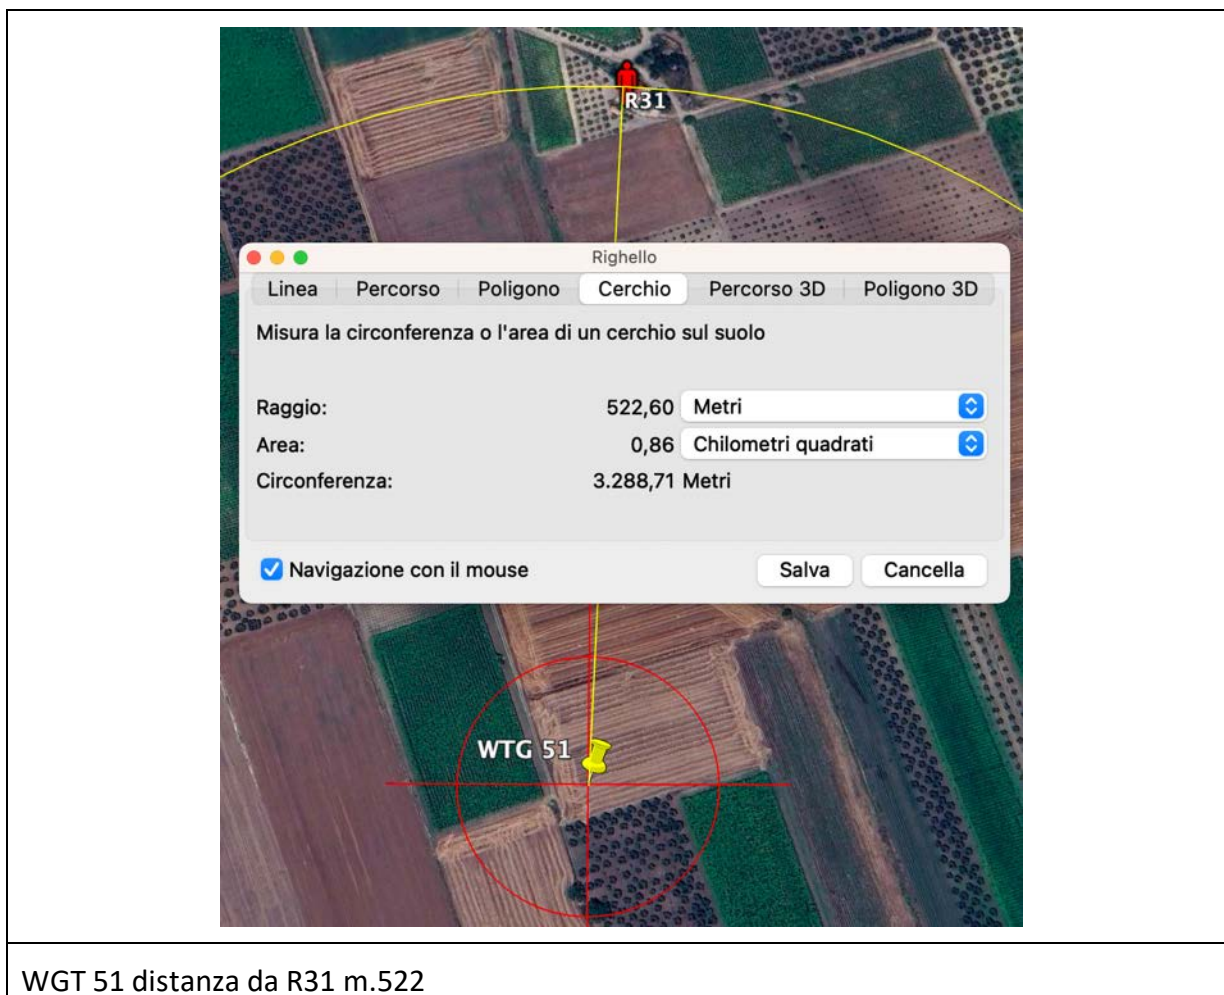 R31
Righello
Linea Percorso Poligono Cerchio Percorso 3D Poligono 3D
Misura la circonferenza o l'area di un cerchio sul suolo
Raggio: 522,60 Metri
Area: 0,86 Chilometri quadrati
Circonferenza: 3.288,71 Metri
Navigazione con il mouse Salva Cancella
WTG 51
WGT 51 distanza da R31 m.522